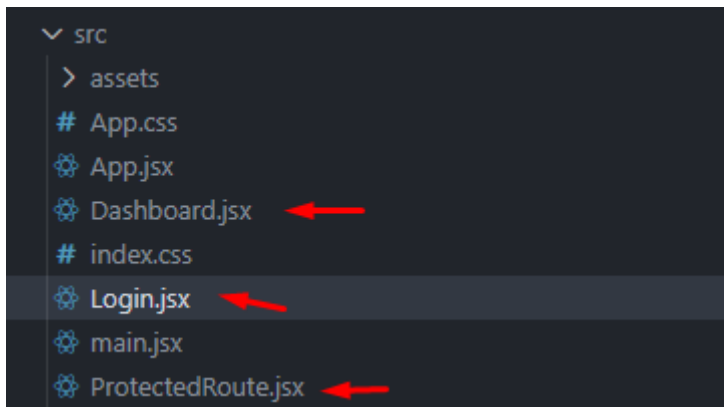 src
assets
# App.css
App.jsx
Dashboard.jsx
# index.css
Login.jsx
main.jsx
ProtectedRoute.jsx